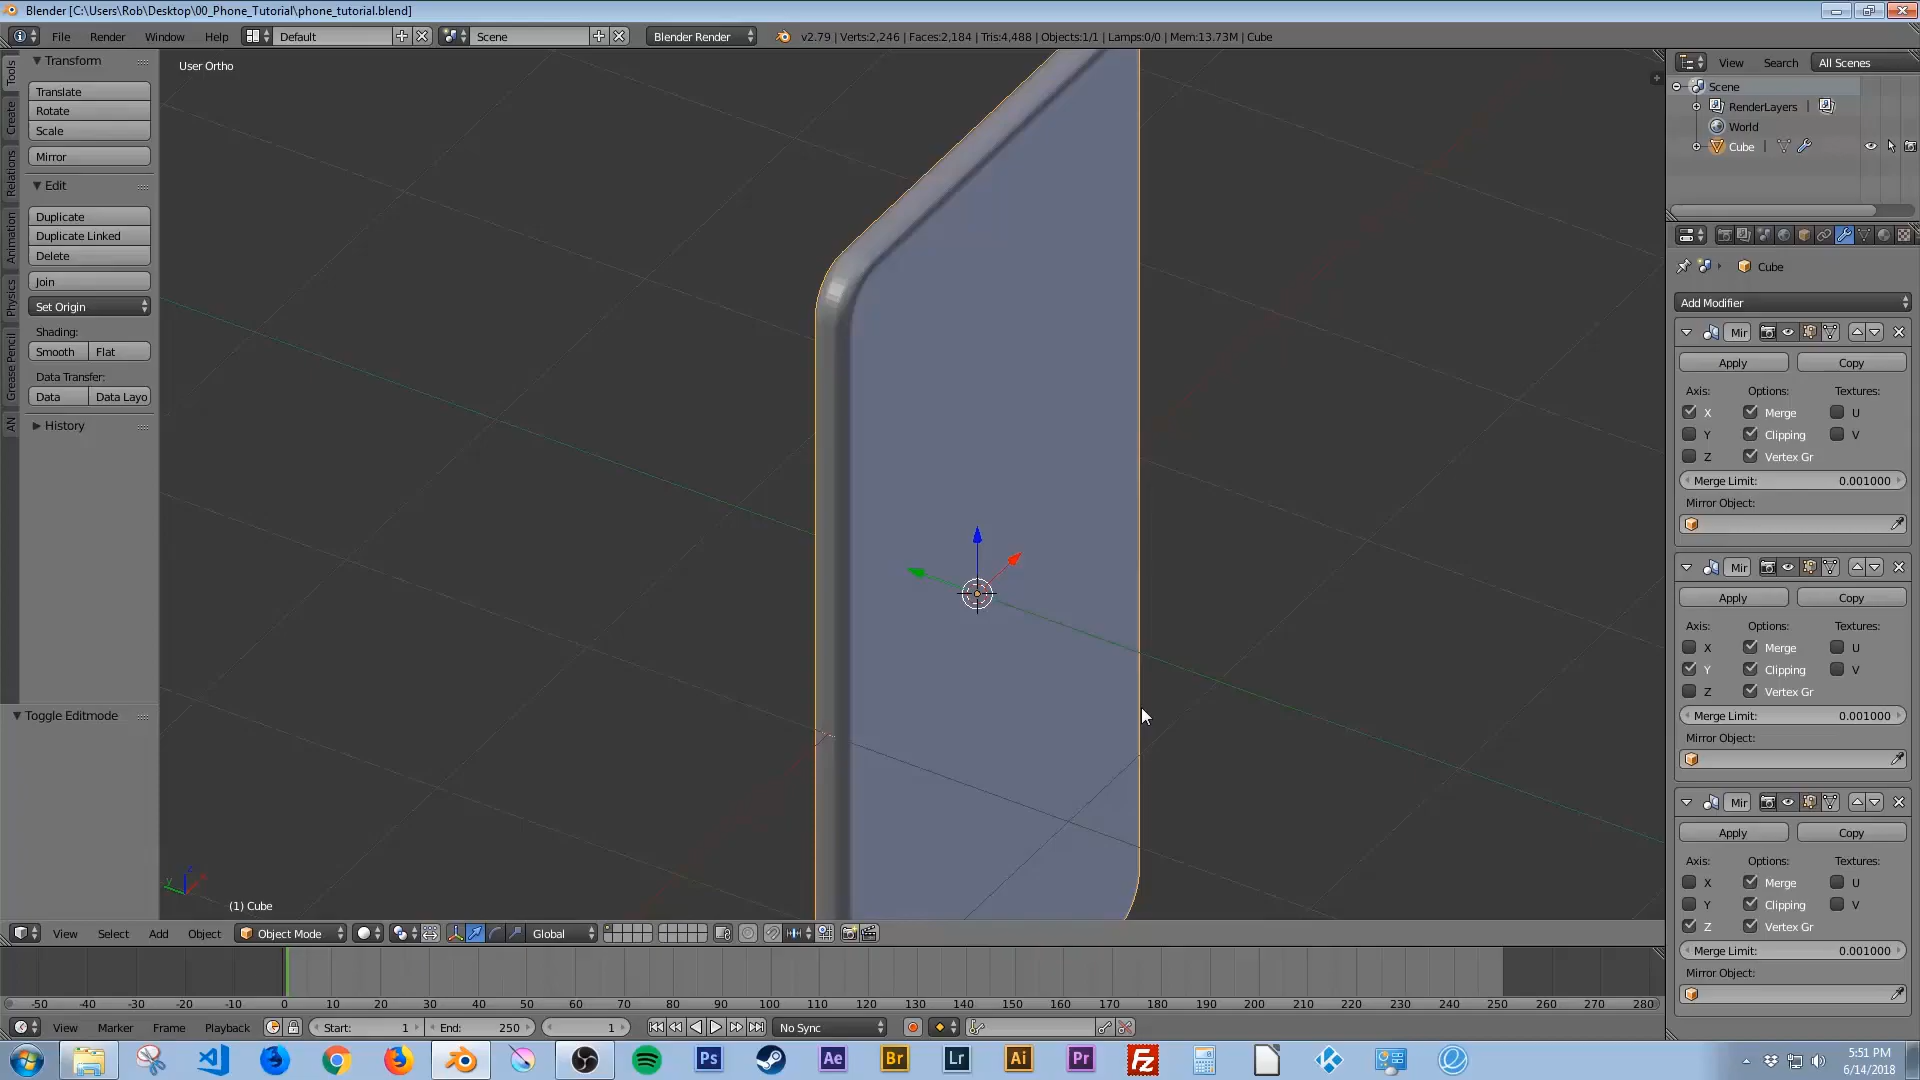 Blender [C:\Users\Rob\Desktop\00_Phone_Tutorial\phone_tutorial.blend]
File Render Window Help Default Scene Blender Render v2.79 | Verts:2,246 | Faces:2,184 | Tris:4,488 | Objects:1/1 | Lamps:0/0 | Mem:13.73M | Cube
Tools
Create
Relations
Animation
Physics
Grease Pencil
AN
Transform
Translate
Rotate
Scale
Mirror
Edit
Duplicate
Duplicate Linked
Delete
Join
Set Origin
Shading:
Smooth Flat
Data Transfer:
Data Data Layo
History
Toggle Editmode
User Ortho
(1) Cube
View Search All Scenes
Scene
RenderLayers |
World
Cube |
Cube
Add Modifier
Mir
Apply Copy
Axis: Options: Textures:
X Merge U
Y Clipping V
Z Vertex Gr
Merge Limit: 0.001000
Mirror Object:
Mir
Apply Copy
Axis: Options: Textures:
X Merge U
Y Clipping V
Z Vertex Gr
Merge Limit: 0.001000
Mirror Object:
Mir
Apply Copy
Axis: Options: Textures:
X Merge U
Y Clipping V
Z Vertex Gr
Merge Limit: 0.001000
Mirror Object:
View Select Add Object Object Mode Global
-50 -40 -30 -20 -10 0 10 20 30 40 50 60 70 80 90 100 110 120 130 140 150 160 170 180 190 200 210 220 230 240 250 260 270 280
View Marker Frame Playback Start: 1 End: 250 1 No Sync
Ps Ae Br Lr Ai Pr Fz
5:51 PM
6/14/2018